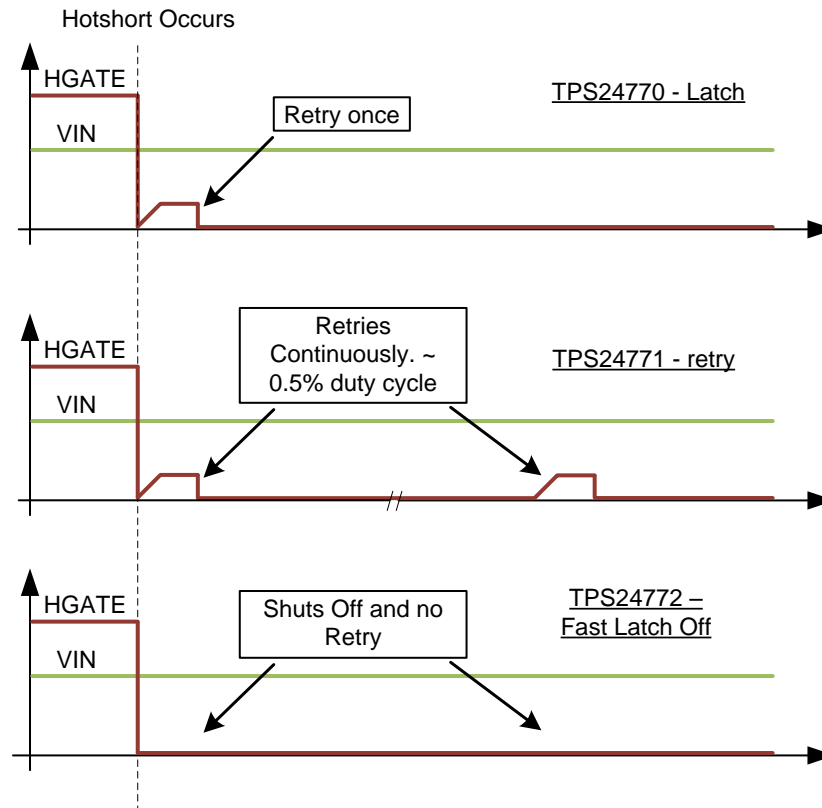 Hotshort Occurs
HGATE
TPS24770 - Latch
Retry once
VIN
Retries
Continuously. ~
0.5% duty cycle
HGATE
TPS24771 - retry
VIN
//
TPS24772 –
Fast Latch Off
HGATE
Shuts Off and no
Retry
VIN